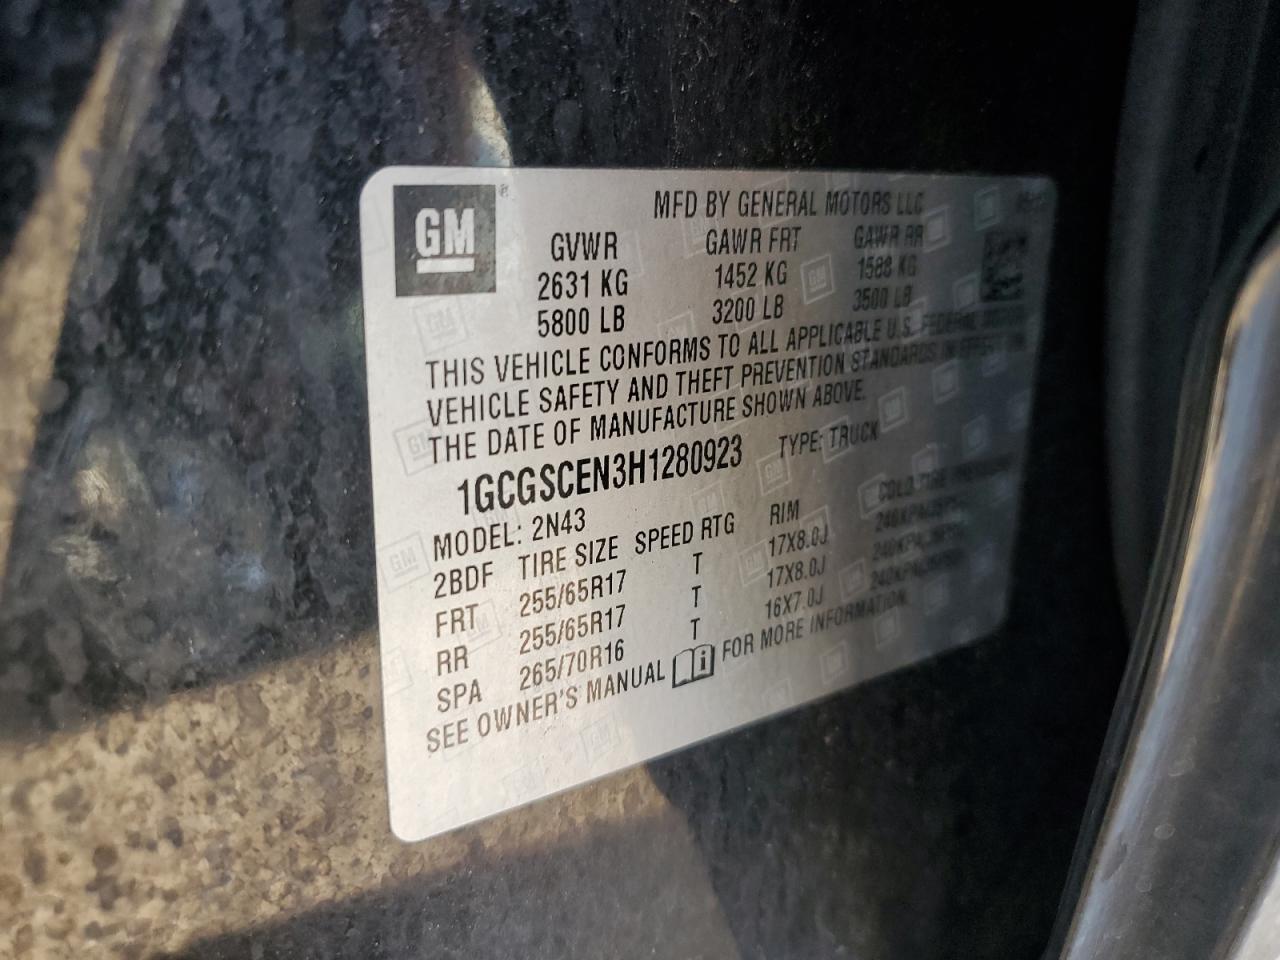 GM ®
MFD BY GENERAL MOTORS LLC
GVWR GAWR FRT GAWR RR
2631 KG 1452 KG 1588 KG
5800 LB 3200 LB 3500 LB
THIS VEHICLE CONFORMS TO ALL APPLICABLE U.S. FEDERAL MOTOR
VEHICLE SAFETY AND THEFT PREVENTION STANDARDS IN EFFECT ON
THE DATE OF MANUFACTURE SHOWN ABOVE.
1GCGSCEN3H1280923 TYPE: TRUCK
MODEL: 2N43
2BDF TIRE SIZE SPEED RTG RIM COLD TIRE PRESSURE
FRT 255/65R17 T 17X8.0J
RR 255/65R17 T 17X8.0J
SPA 265/70R16 T 16X7.0J
SEE OWNER'S MANUAL FOR MORE INFORMATION